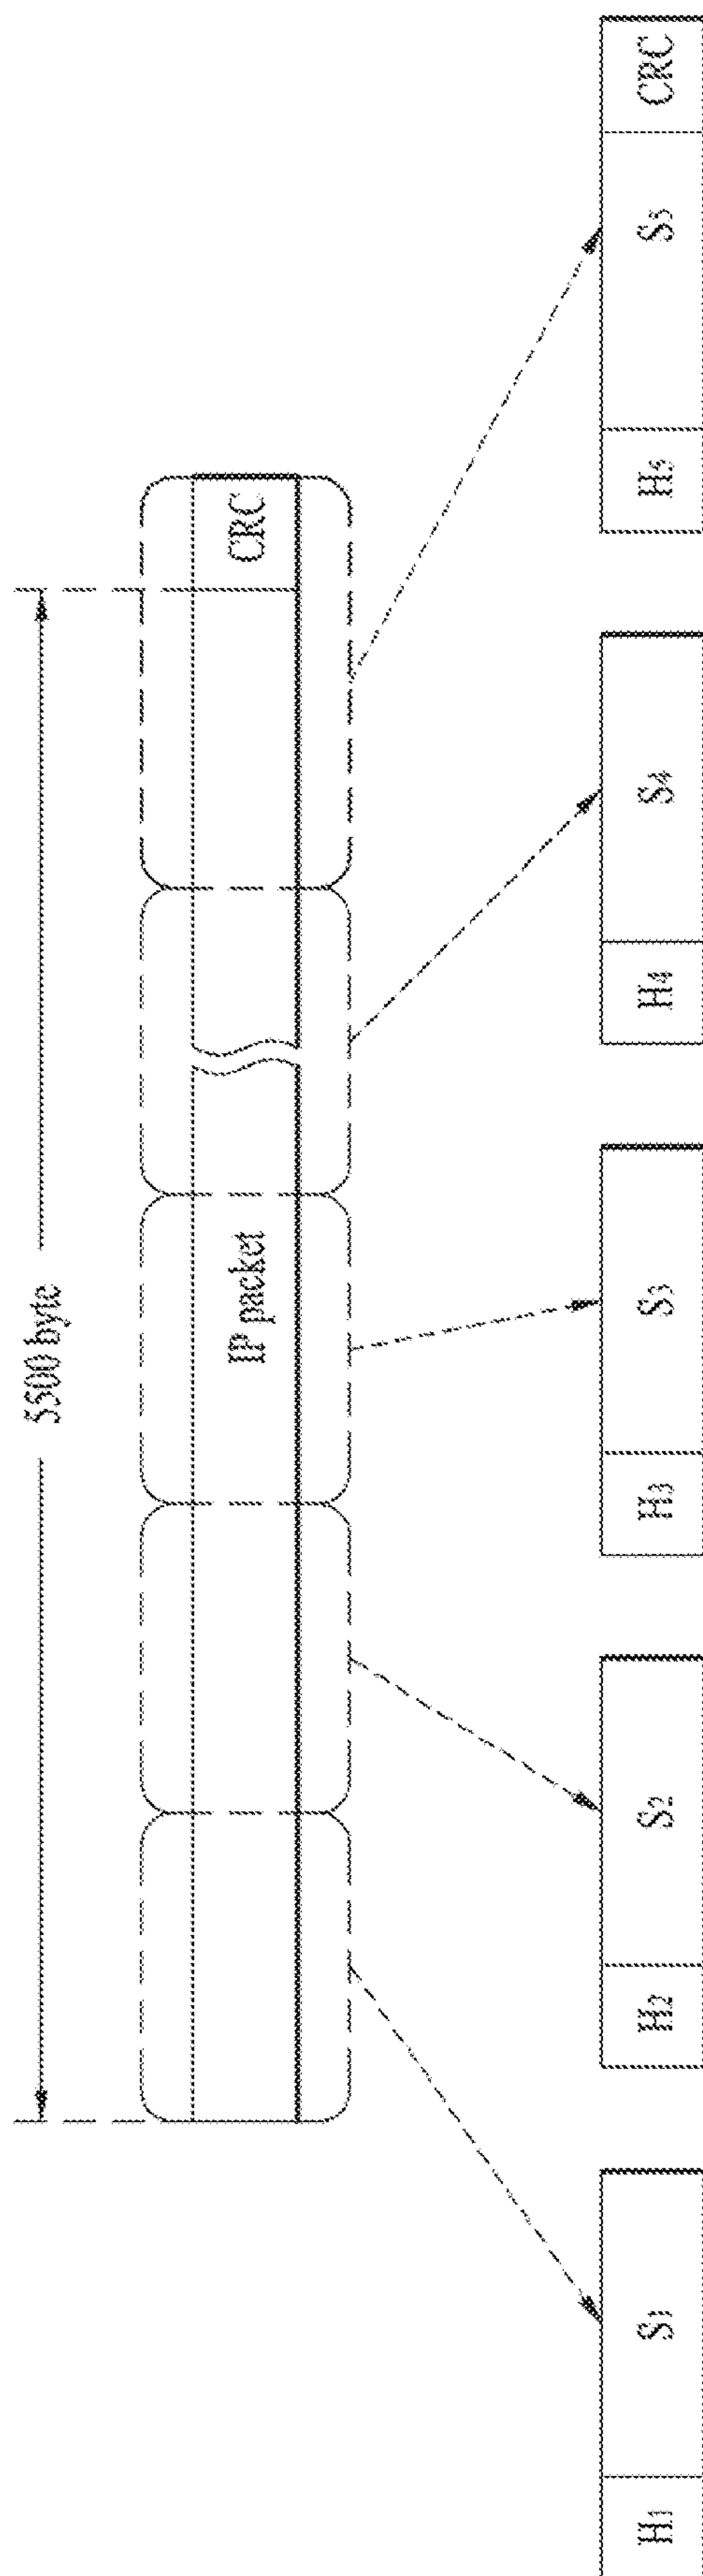 5500 byte
IP packet
CRC
H1
S1
H2
S2
H3
S3
H4
S4
H5
S5
CRC